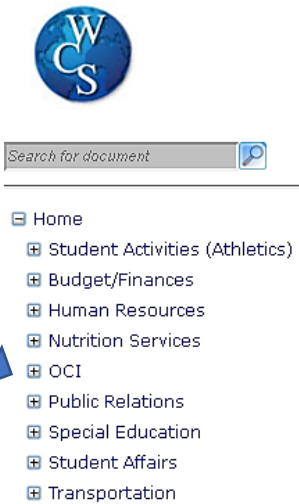 W
C
S
Search for document
Home
Student Activities (Athletics)
Budget/Finances
Human Resources
Nutrition Services
OCI
Public Relations
Special Education
Student Affairs
Transportation